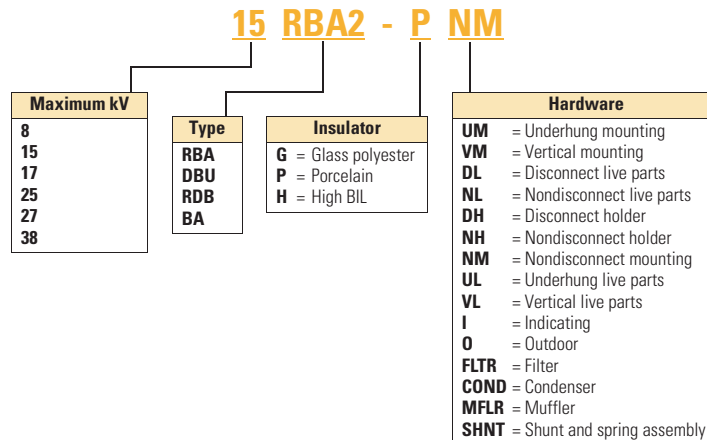 15 RBA2 - P NM
Maximum kV
8
15
17
25
27
38
Type
RBA
DBU
RDB
BA
Insulator
G = Glass polyester
P = Porcelain
H = High BIL
Hardware
UM = Underhung mounting
VM = Vertical mounting
DL = Disconnect live parts
NL = Nondisconnect live parts
DH = Disconnect holder
NH = Nondisconnect holder
NM = Nondisconnect mounting
UL = Underhung live parts
VL = Vertical live parts
I = Indicating
O = Outdoor
FLTR = Filter
COND = Condenser
MFLR = Muffler
SHNT = Shunt and spring assembly